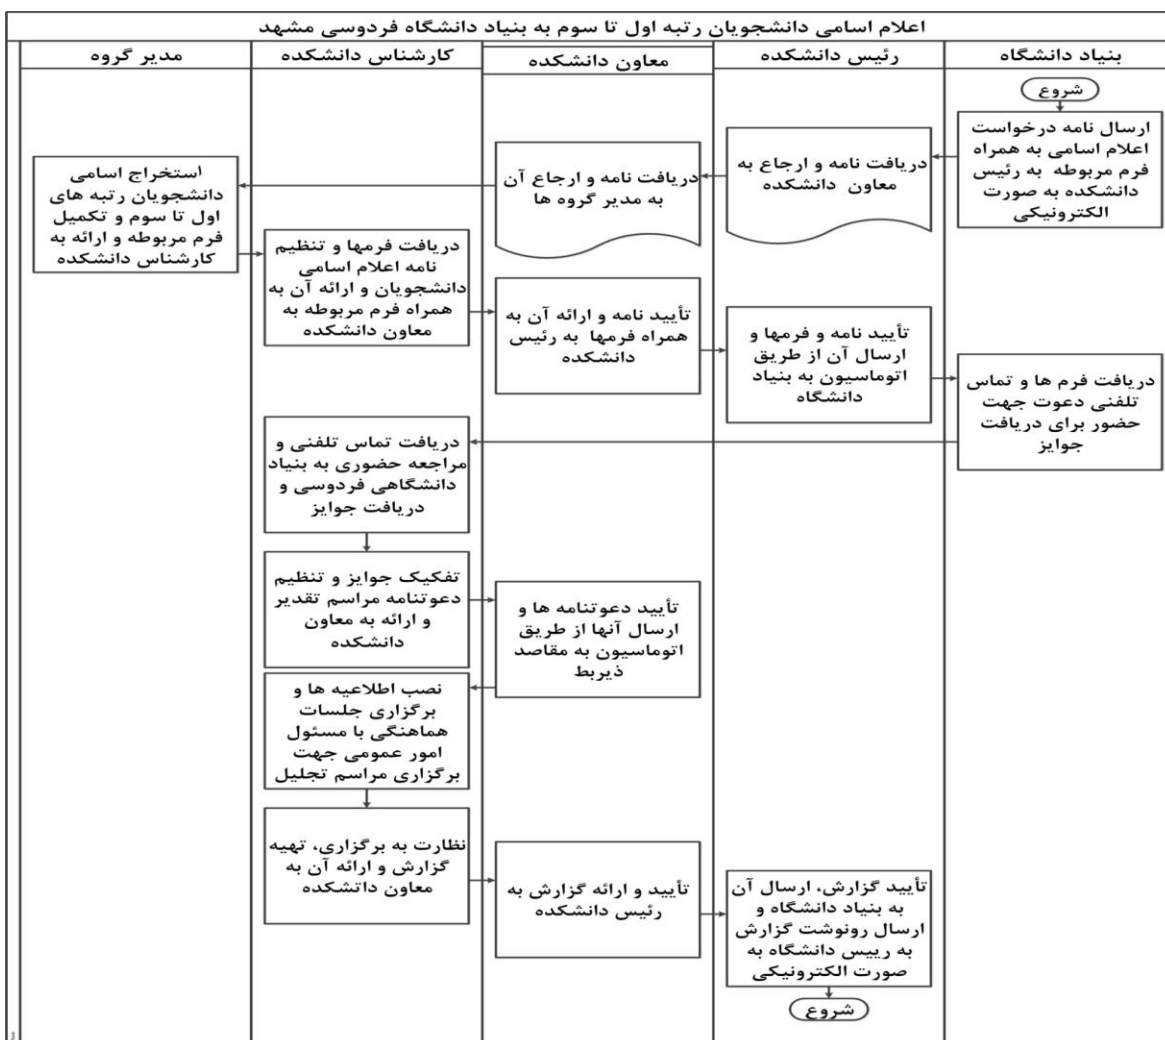 اعلام اسامی دانشجویان رتبه اول تا سوم به بنیاد دانشگاه فردوسی مشهد
بنیاد دانشگاه
رئیس دانشکده
معاون دانشکده
کارشناس دانشکده
مدیر گروه
شروع
ارسال نامه درخواست
اعلام اسامی به همراه
فرم مربوطه به رئیس
دانشکده به صورت
الکترونیکی
دریافت نامه و ارجاع به
معاون دانشکده
دریافت نامه و ارجاع آن
به مدیر گروه ها
استخراج اسامی
دانشجویان رتبه های
اول تا سوم و تکمیل
فرم مربوطه و ارائه به
کارشناس دانشکده
دریافت فرمها و تنظیم
نامه اعلام اسامی
دانشجویان و ارائه آن به
همراه فرم مربوطه به
معاون دانشکده
تأیید نامه و ارائه آن به
همراه فرمها به رئیس
دانشکده
تأیید نامه و فرمها و
ارسال آن از طریق
اتوماسیون به بنیاد
دانشگاه
دریافت فرم ها و تماس
تلفنی دعوت جهت
حضور برای دریافت
جوایز
دریافت تماس تلفنی و
مراجعه حضوری به بنیاد
دانشگاهی فردوسی و
دریافت جوایز
تفکیک جوایز و تنظیم
دعوتنامه مراسم تقدیر
و ارائه به معاون
دانشکده
تأیید دعوتنامه ها و
ارسال آنها از طریق
اتوماسیون به مقاصد
ذیربط
نصب اطلاعیه ها و
برگزاری جلسات
هماهنگی با مسئول
امور عمومی جهت
برگزاری مراسم تجلیل
نظارت به برگزاری، تهیه
گزارش و ارائه آن به
معاون داتشکده
تأیید و ارائه گزارش به
رئیس دانشکده
تأیید گزارش، ارسال آن
به بنیاد دانشگاه و
ارسال رونوشت گزارش
به رییس دانشگاه به
صورت الکترونیکی
شروع